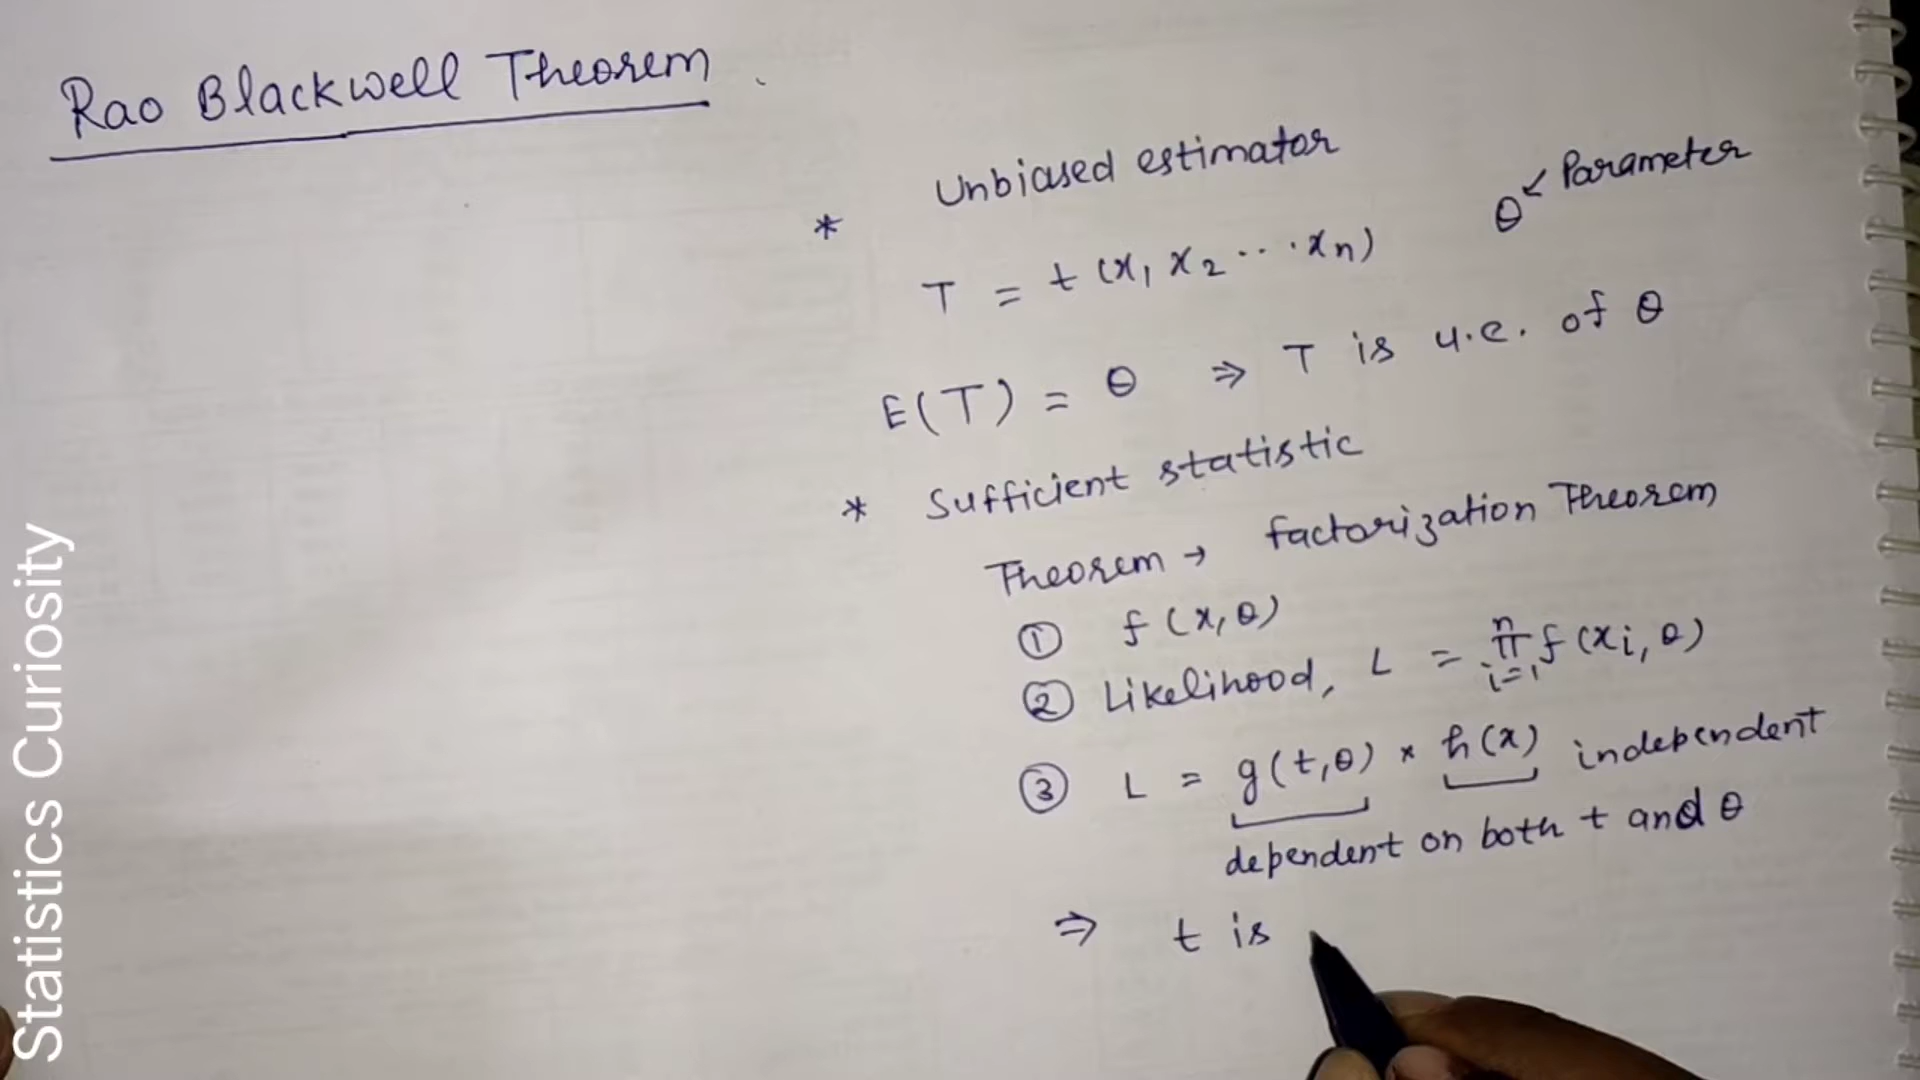 Rao Blackwell Theorem.
Unbiased estimator
*
θ ↙ Parameter
T = t (x₁ x₂ ... xn)
E(T) = θ ⇒ T is u.e. of θ
* Sufficient statistic
Theorem → factorization Theorem
① f (x, θ)
② Likelihood, L = π f (xi, θ)
n
i=1
③ L = g(t,θ) * h(x) independent
dependent on both t and θ
⇒ t is
Statistics Curiosity